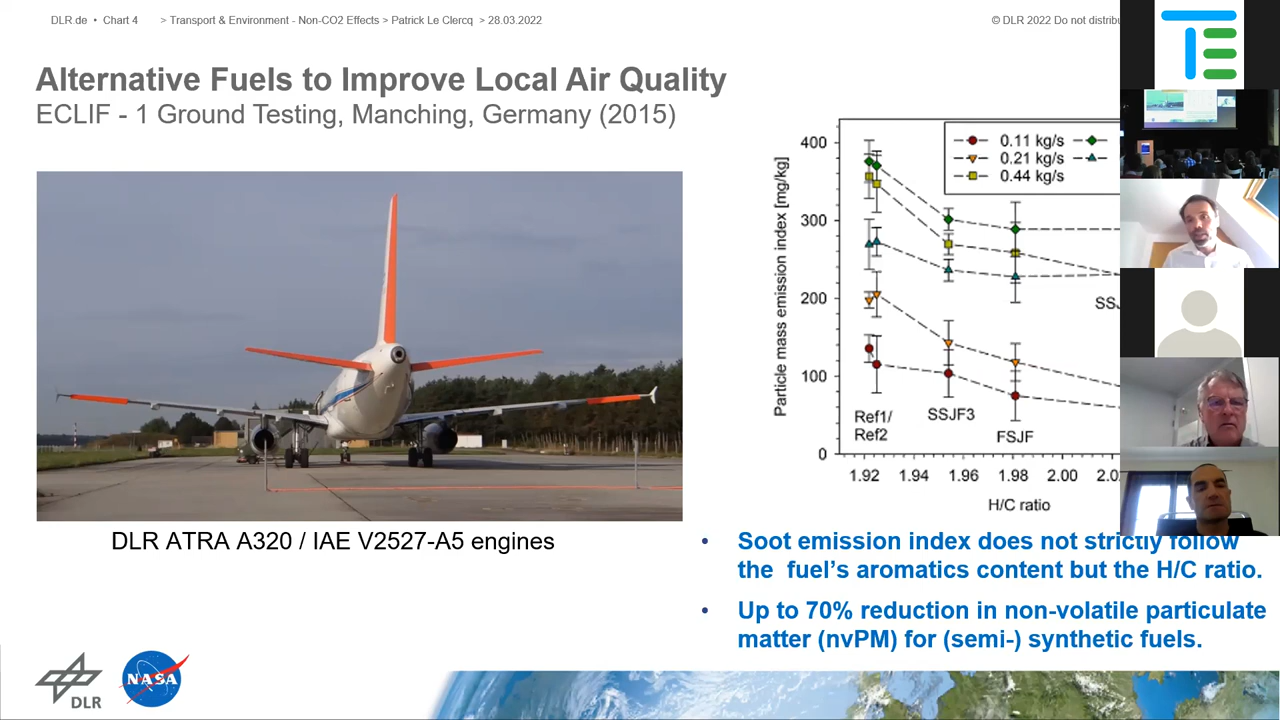 DLR.de • Chart 4 > Transport & Environment - Non-CO2 Effects > Patrick Le Clercq > 28.03.2022
© DLR 2022 Do not
Alternative Fuels to Improve Local Air Quality
ECLIF - 1 Ground Testing, Manching, Germany (2015)
Particle mass emission index [mg/kg]
400
300
200
100
0
0.11 kg/s
0.21 kg/s
0.44 kg/s
Ref1/
Ref2
SSJF3
FSJF
1.92 1.94 1.96 1.98 2.00
H/C ratio
DLR ATRA A320 / IAE V2527-A5 engines
• Soot emission index does not strictly follow
the fuel's aromatics content but the H/C ratio.
• Up to 70% reduction in non-volatile particulate
matter (nvPM) for (semi-) synthetic fuels.
DLR
NASA
TE